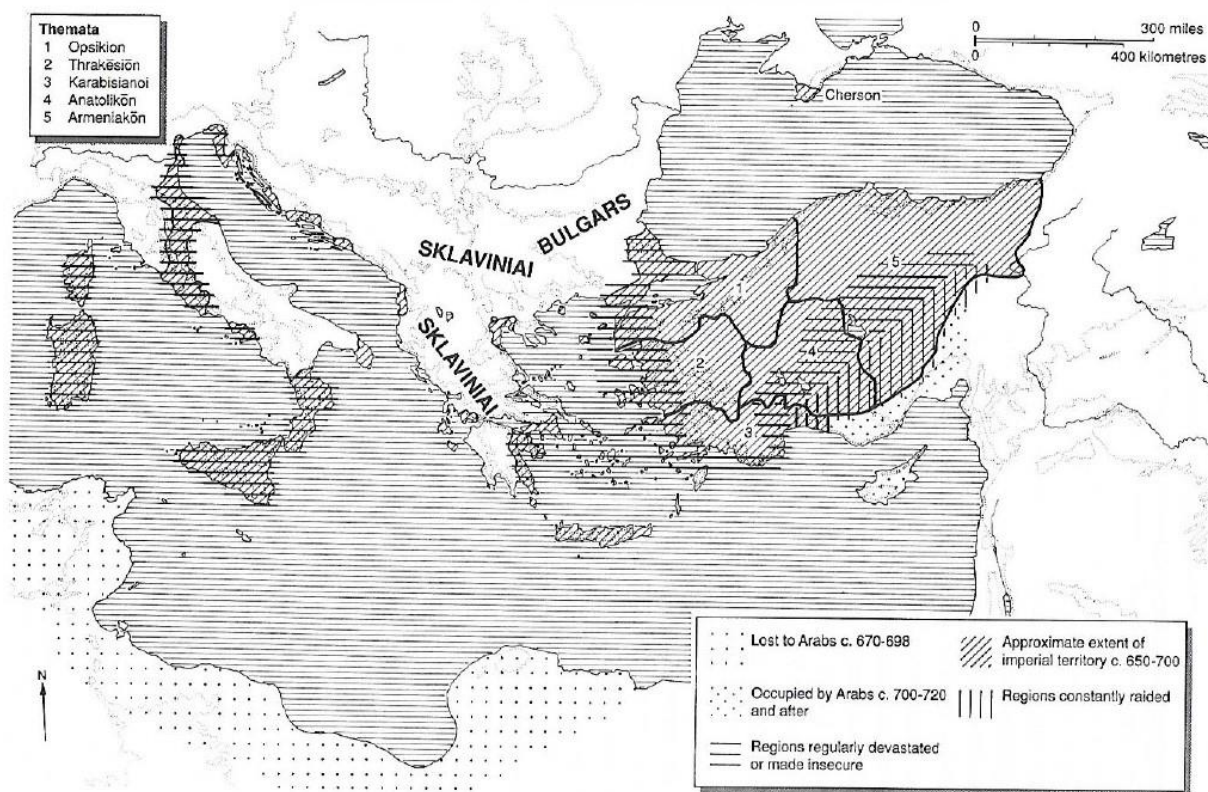 Themata
1 Opsikion
2 Thrakēsiōn
3 Karabisianoi
4 Anatolikōn
5 Armeniakōn
0 300 miles
0 400 kilometres
Cherson
BULGARS
SKLAVINIAI
SKLAVINIAI
1
5
2
4
3
N
Lost to Arabs c. 670-698
Occupied by Arabs c. 700-720
and after
Regions regularly devastated
or made insecure
Approximate extent of
imperial territory c. 650-700
Regions constantly raided